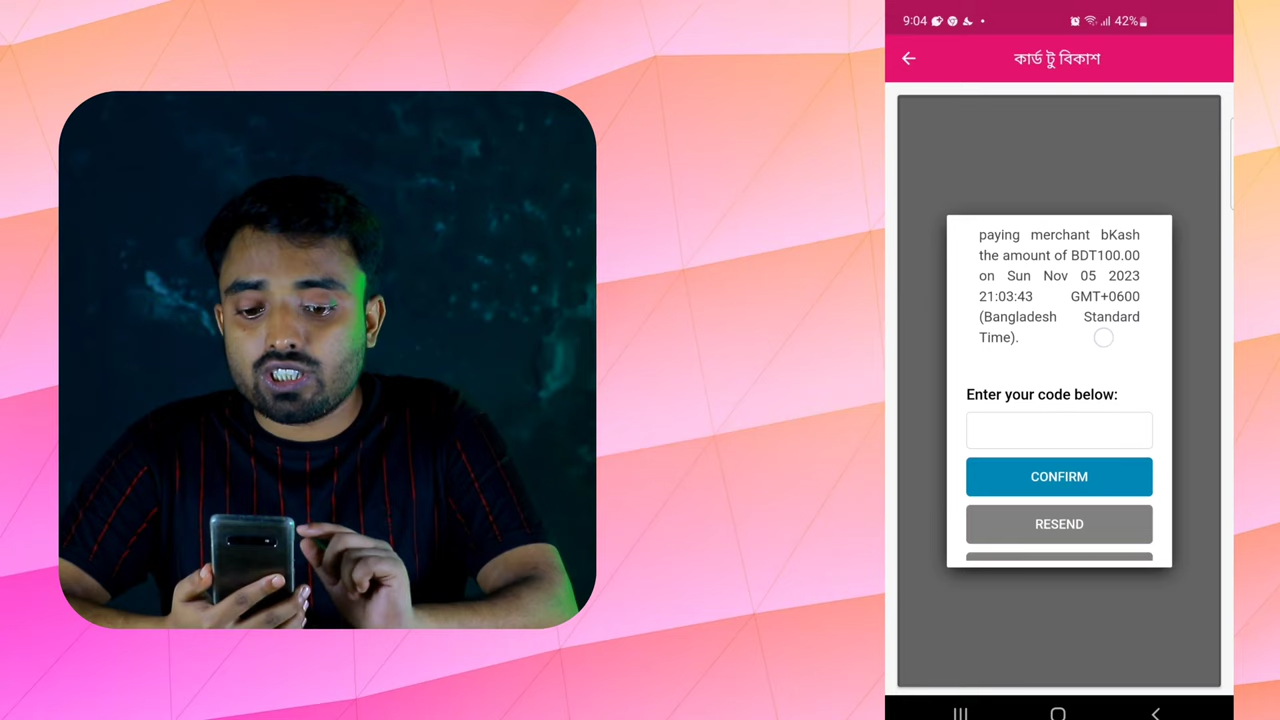 9:04
42%
কার্ড টু বিকাশ
paying merchant bKash
the amount of BDT100.00
on Sun Nov 05 2023
21:03:43 GMT+0600
(Bangladesh Standard
Time).
Enter your code below:
CONFIRM
RESEND